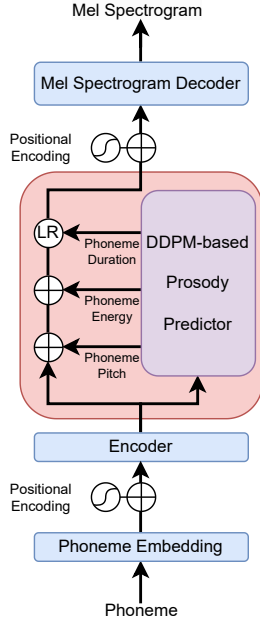 Mel Spectrogram
Mel Spectrogram Decoder
Positional
Encoding
LR
Phoneme
Duration
DDPM-based
Phoneme
Energy
Prosody
Phoneme
Pitch
Predictor
Encoder
Positional
Encoding
Phoneme Embedding
Phoneme